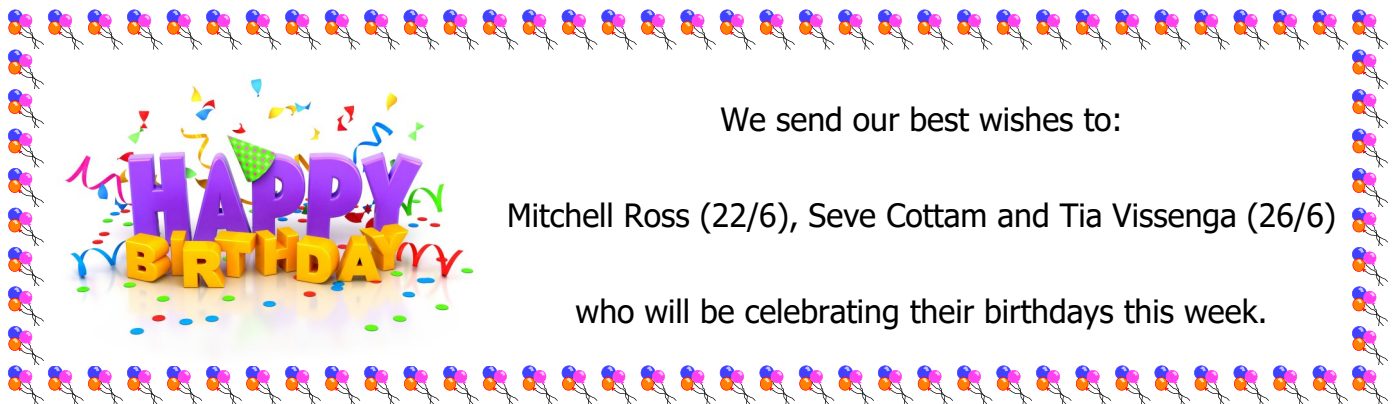 HAPPY
BIRTHDAY
We send our best wishes to:
Mitchell Ross (22/6), Seve Cottam and Tia Vissenga (26/6)
who will be celebrating their birthdays this week.